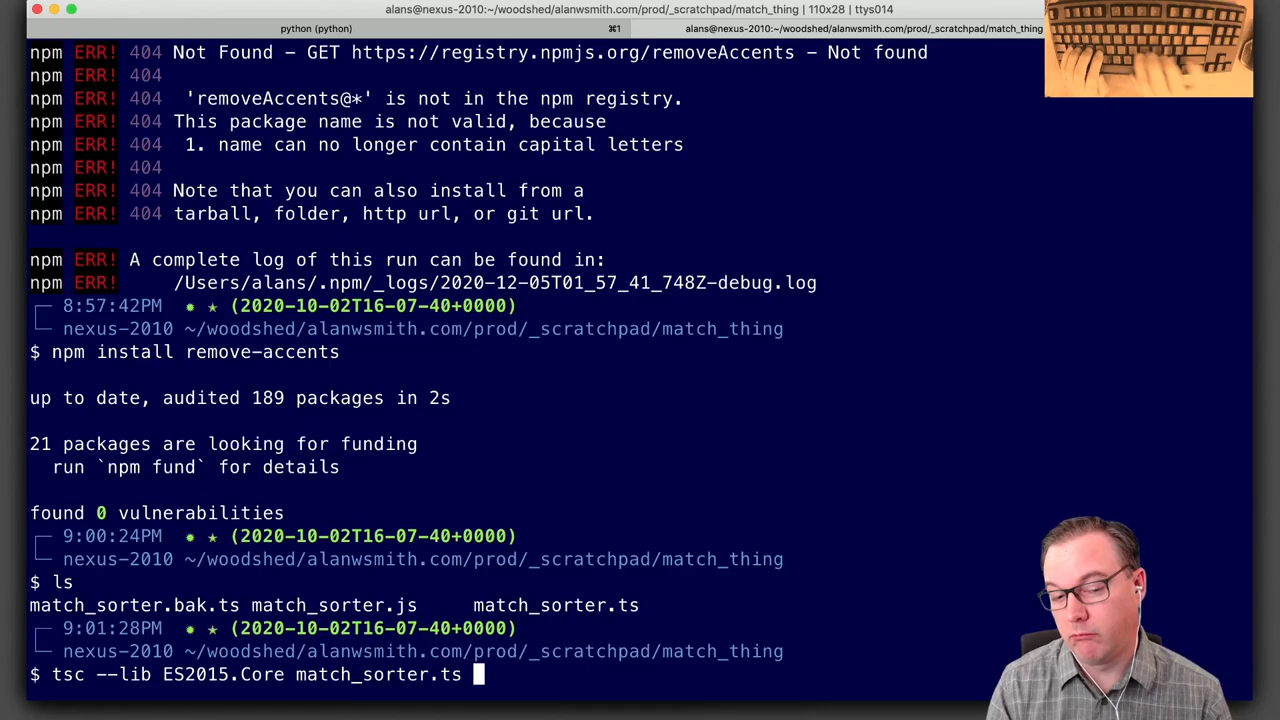 alans@nexus-2010:~/woodshed/alanwsmith.com/prod/_scratchpad/match_thing | 110x28 | ttys014
python (python) ⌘1 alans@nexus-2010:~/woodshed/alanwsmith.com/prod/_scratchpad/match_thing
npm ERR! 404 Not Found - GET https://registry.npmjs.org/removeAccents - Not found
npm ERR! 404
npm ERR! 404  'removeAccents@*' is not in the npm registry.
npm ERR! 404 This package name is not valid, because
npm ERR! 404  1. name can no longer contain capital letters
npm ERR! 404
npm ERR! 404 Note that you can also install from a
npm ERR! 404 tarball, folder, http url, or git url.
npm ERR! A complete log of this run can be found in:
npm ERR!     /Users/alans/.npm/_logs/2020-12-05T01_57_41_748Z-debug.log
8:57:42PM ✹ ★ (2020-10-02T16-07-40+0000)
nexus-2010 ~/woodshed/alanwsmith.com/prod/_scratchpad/match_thing
$ npm install remove-accents
up to date, audited 189 packages in 2s
21 packages are looking for funding
  run `npm fund` for details
found 0 vulnerabilities
9:00:24PM ✹ ★ (2020-10-02T16-07-40+0000)
nexus-2010 ~/woodshed/alanwsmith.com/prod/_scratchpad/match_thing
$ ls
match_sorter.bak.ts match_sorter.js     match_sorter.ts
9:01:28PM ✹ ★ (2020-10-02T16-07-40+0000)
nexus-2010 ~/woodshed/alanwsmith.com/prod/_scratchpad/match_thing
$ tsc --lib ES2015.Core match_sorter.ts